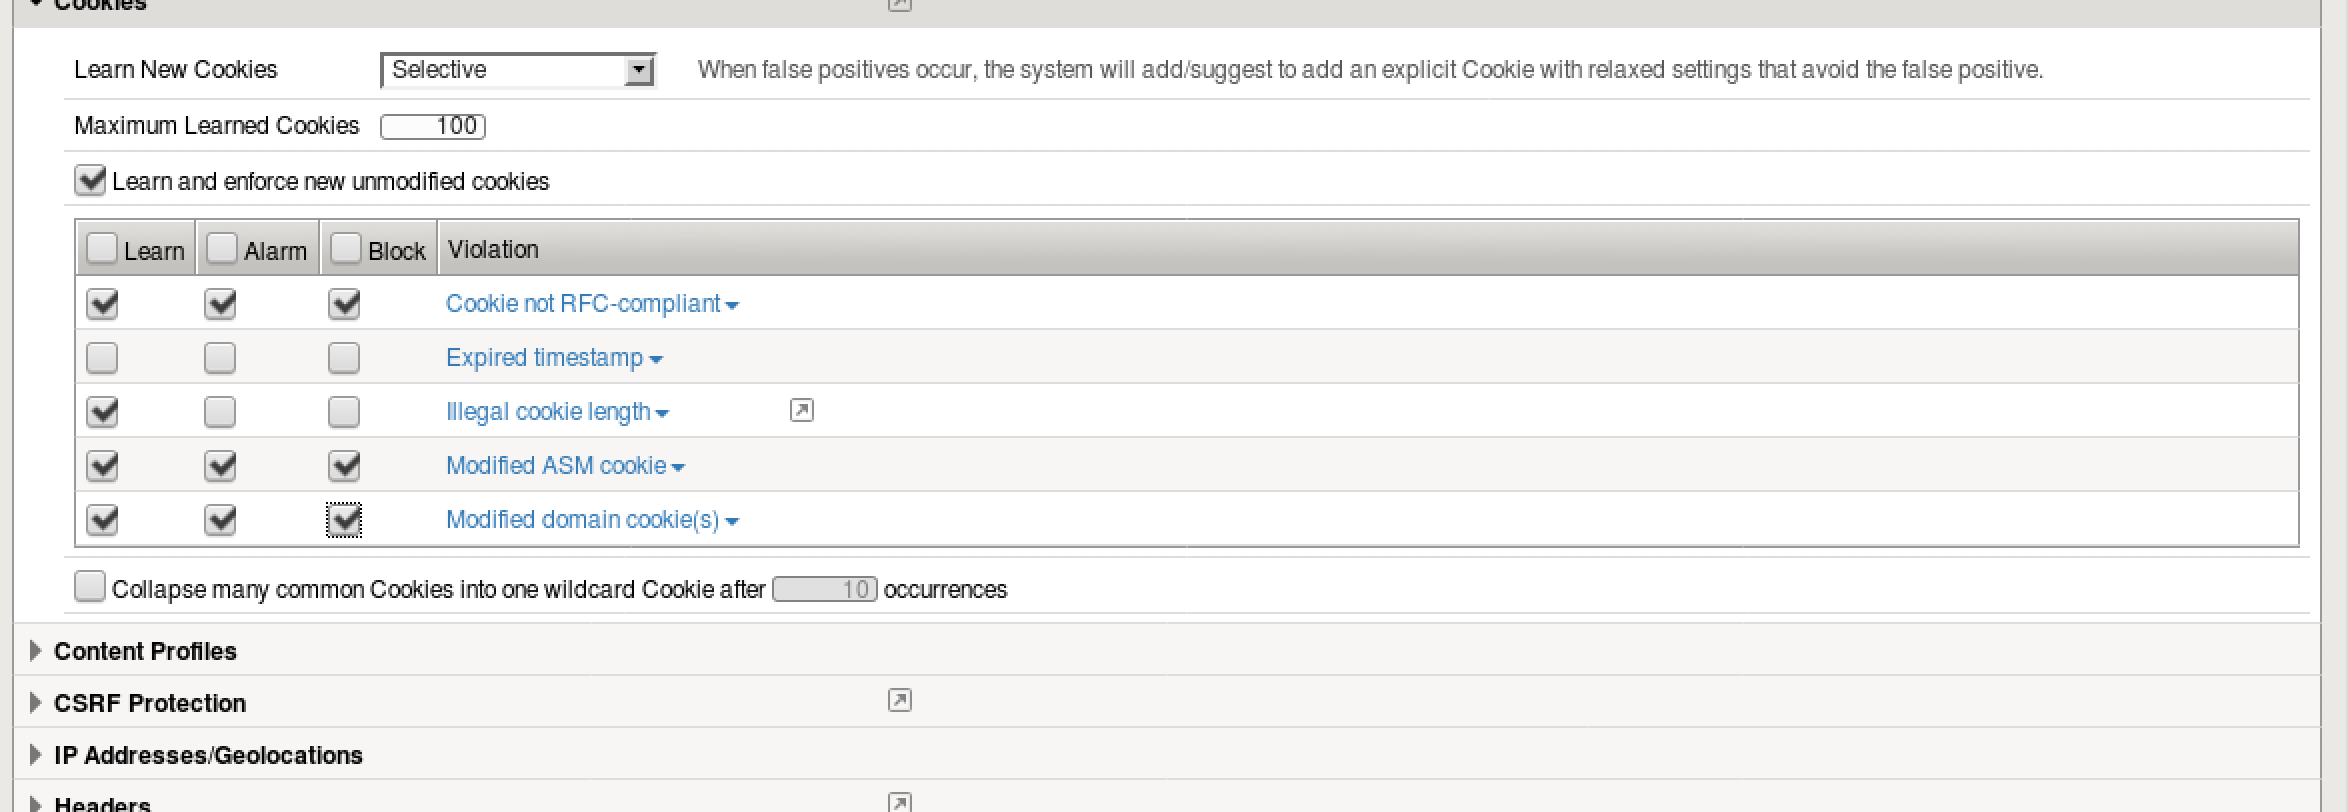 Cookies
Learn New Cookies Selective When false positives occur, the system will add/suggest to add an explicit Cookie with relaxed settings that avoid the false positive.
Maximum Learned Cookies 100
Learn and enforce new unmodified cookies
Learn Alarm Block Violation
Cookie not RFC-compliant
Expired timestamp
Illegal cookie length
Modified ASM cookie
Modified domain cookie(s)
Collapse many common Cookies into one wildcard Cookie after 10 occurrences
Content Profiles
CSRF Protection
IP Addresses/Geolocations
Headers